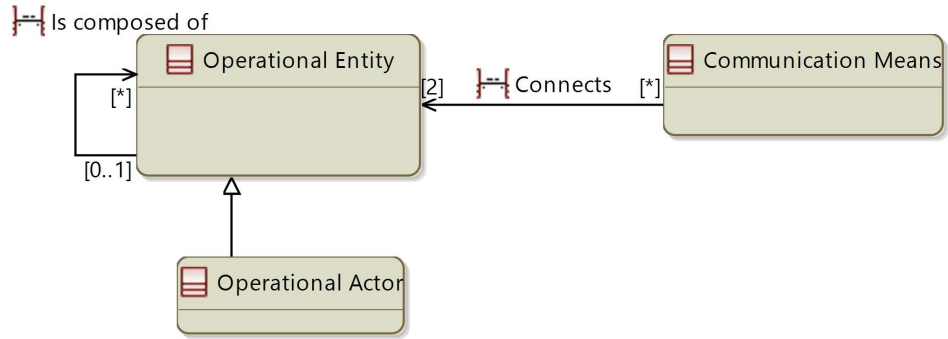 Is composed of
Operational Entity
Communication Means
[*]
[2]
Connects
[*]
[0..1]
Operational Actor